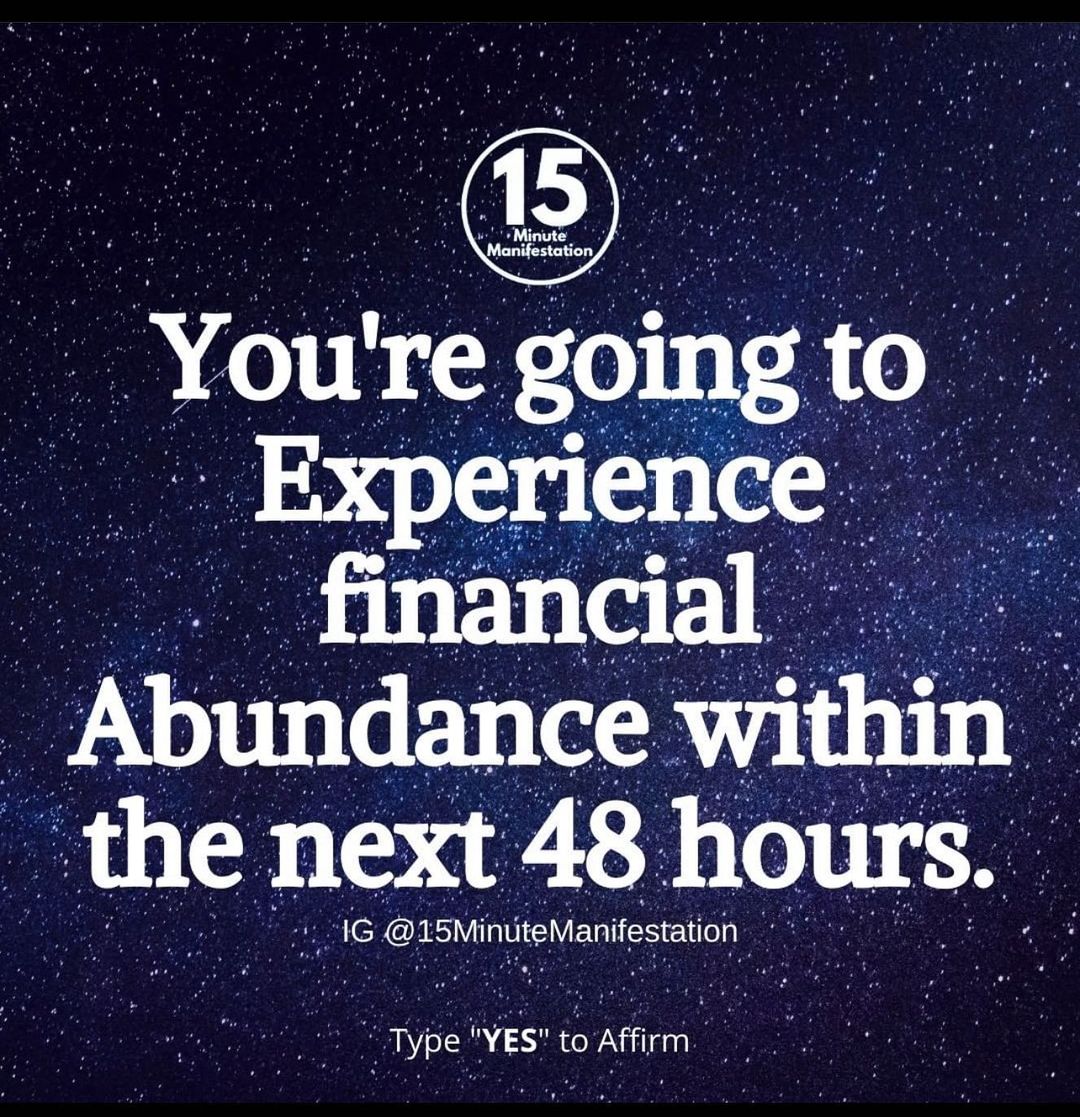 15
Minute
Manifestation
You're going to
Experience
financial
Abundance within
the next 48 hours.
IG @15MinuteManifestation
Type "YES" to Affirm